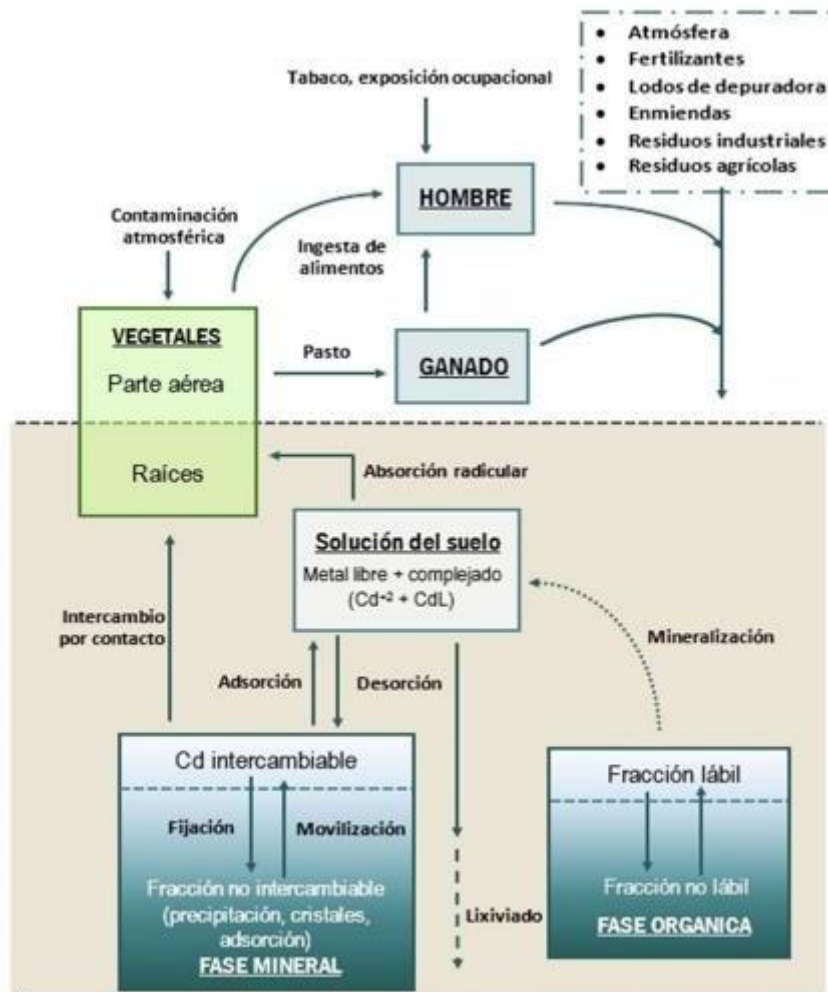 • Atmósfera
• Fertilizantes
• Lodos de depuradora
• Enmiendas
• Residuos industriales
• Residuos agrícolas
Tabaco, exposición ocupacional
HOMBRE
Contaminación
atmosférica
Ingesta de
alimentos
VEGETALES
Parte aérea
Pasto
GANADO
Raíces
Absorción radicular
Solución del suelo
Metal libre + complejado
(Cd⁺² + CdL)
Intercambio
por contacto
Mineralización
Adsorción
Desorción
Cd intercambiable
Fracción lábil
Fijación
Movilización
Fracción no intercambiable
(precipitación, cristales,
adsorción)
FASE MINERAL
Lixiviado
Fracción no lábil
FASE ORGANICA